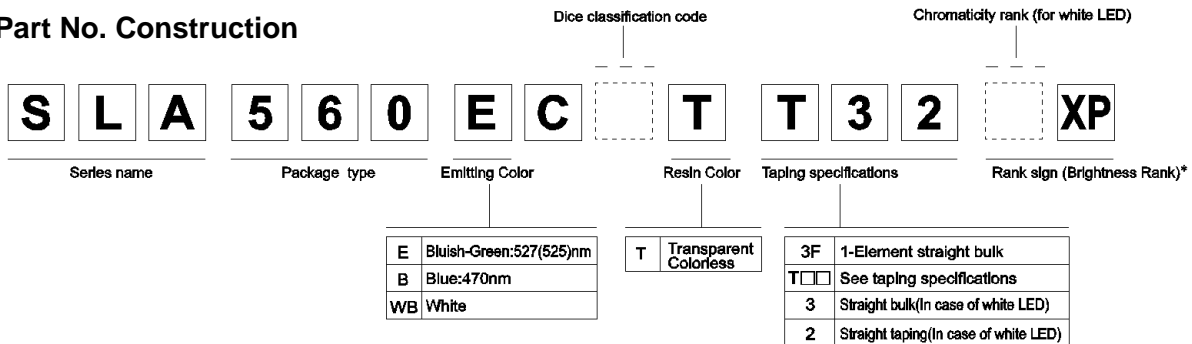 Part No. Construction
Dice classification code
Chromaticity rank (for white LED)
S L A 5 6 0 E C T T 3 2 XP
Series name Package type Emitting Color Resin Color Taping specifications Rank sign (Brightness Rank)*
E Bluish-Green:527(525)nm
B Blue:470nm
WB White
T Transparent
Colorless
3F 1-Element straight bulk
T□□ See taping specifications
3 Straight bulk(In case of white LED)
2 Straight taping(In case of white LED)